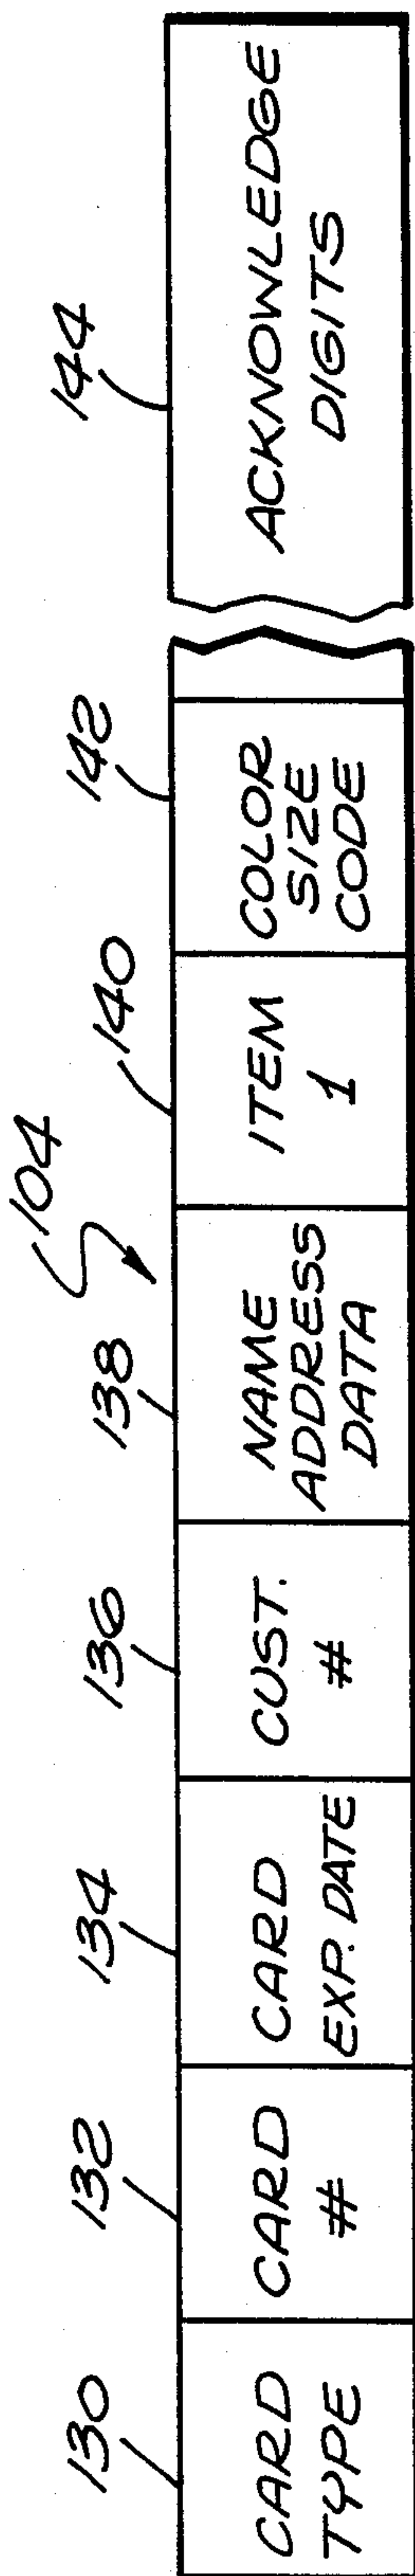 104
130 132 134 136 138 140 142 144
CARD
TYPE
CARD
#
CARD
EXP. DATE
CUST.
#
NAME
ADDRESS
DATA
ITEM
1
COLOR
SIZE
CODE
ACKNOWLEDGE
DIGITS